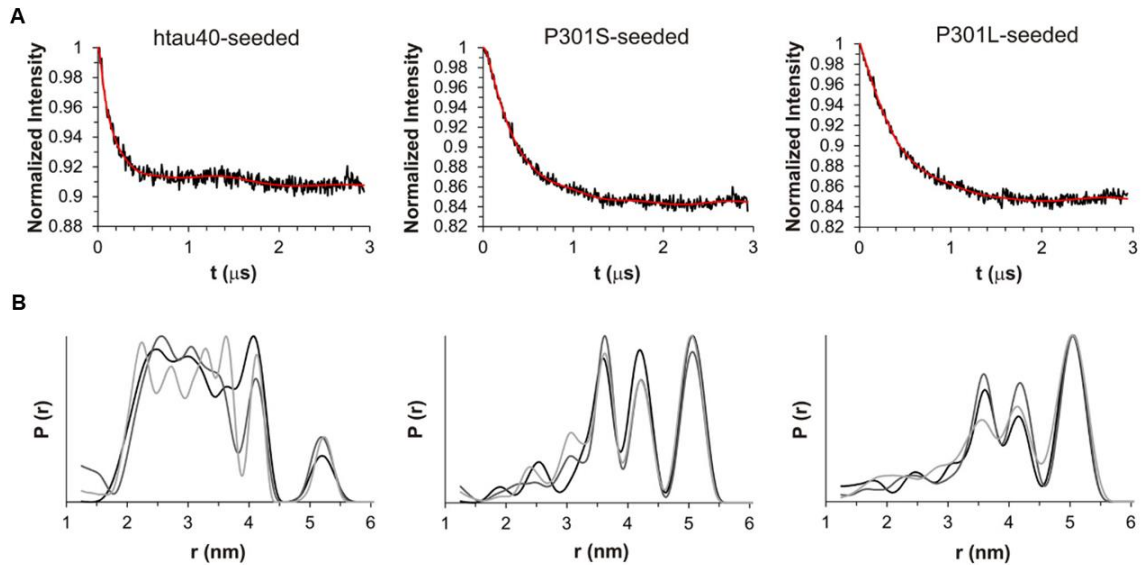 A
htau40-seeded
P301S-seeded
P301L-seeded
Normalized Intensity
1
0.98
0.96
0.94
0.92
0.9
0.88
0 1 2 3
t (μs)
Normalized Intensity
1
0.98
0.96
0.94
0.92
0.9
0.88
0.86
0.84
0.82
0 1 2 3
t (μs)
Normalized Intensity
1
0.98
0.96
0.94
0.92
0.9
0.88
0.86
0.84
0.82
0 1 2 3
t (μs)
B
P (r)
1 2 3 4 5 6
r (nm)
P (r)
1 2 3 4 5 6
r (nm)
P (r)
1 2 3 4 5 6
r (nm)